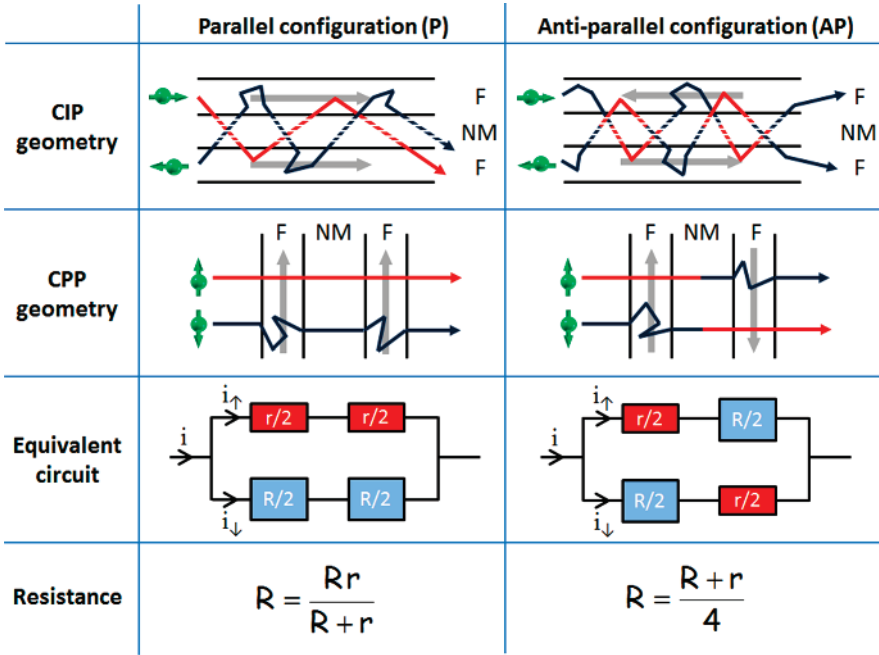 Parallel configuration (P)
Anti-parallel configuration (AP)
CIP
geometry
F
NM
F
F
NM
F
CPP
geometry
F NM F
F NM F
Equivalent
circuit
i
i↑
r/2
r/2
i↓
R/2
R/2
i
i↑
r/2
R/2
i↓
R/2
r/2
Resistance
R = Rr / R + r
R = R + r / 4